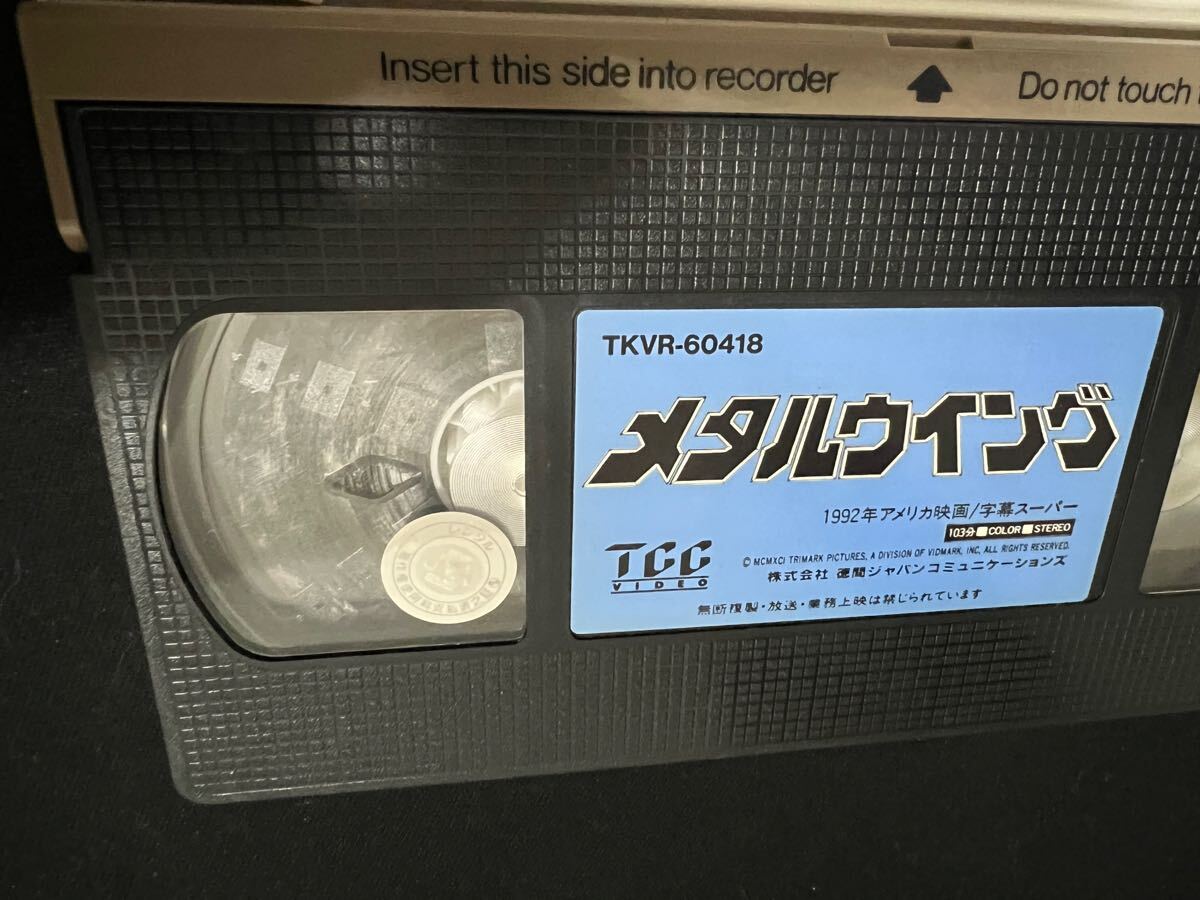 Insert this side into recorder
Do not touch
TKVR-60418
メタルウイング
1992年アメリカ映画/字幕スーパー
103分■COLOR■STEREO
TCC
VIDEO
© MCMXCI TRIMARK PICTURES, A DIVISION OF VIDMARK, INC. ALL RIGHTS RESERVED.
株式会社 徳間ジャパンコミュニケーションズ
無断複製・放送・業務上映は禁じられています
レンタル